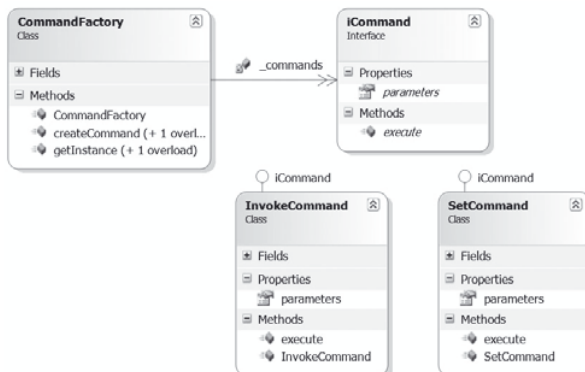 CommandFactory
Class
Fields
Methods
CommandFactory
createCommand (+ 1 overl...
getInstance (+ 1 overload)
_commands
iCommand
Interface
Properties
parameters
Methods
execute
iCommand
InvokeCommand
Class
Fields
Properties
parameters
Methods
execute
InvokeCommand
iCommand
SetCommand
Class
Fields
Properties
parameters
Methods
execute
SetCommand